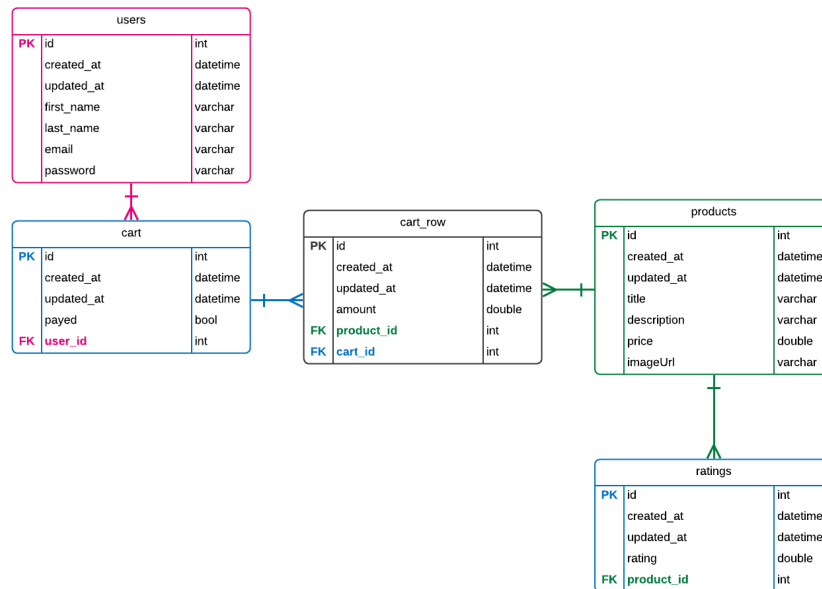 users
PK id int
created_at datetime
updated_at datetime
first_name varchar
last_name varchar
email varchar
password varchar
cart
PK id int
created_at datetime
updated_at datetime
payed bool
FK user_id int
cart_row
PK id int
created_at datetime
updated_at datetime
amount double
FK product_id int
FK cart_id int
products
PK id int
created_at datetime
updated_at datetime
title varchar
description varchar
price double
imageUrl varchar
ratings
PK id int
created_at datetime
updated_at datetime
rating double
FK product_id int